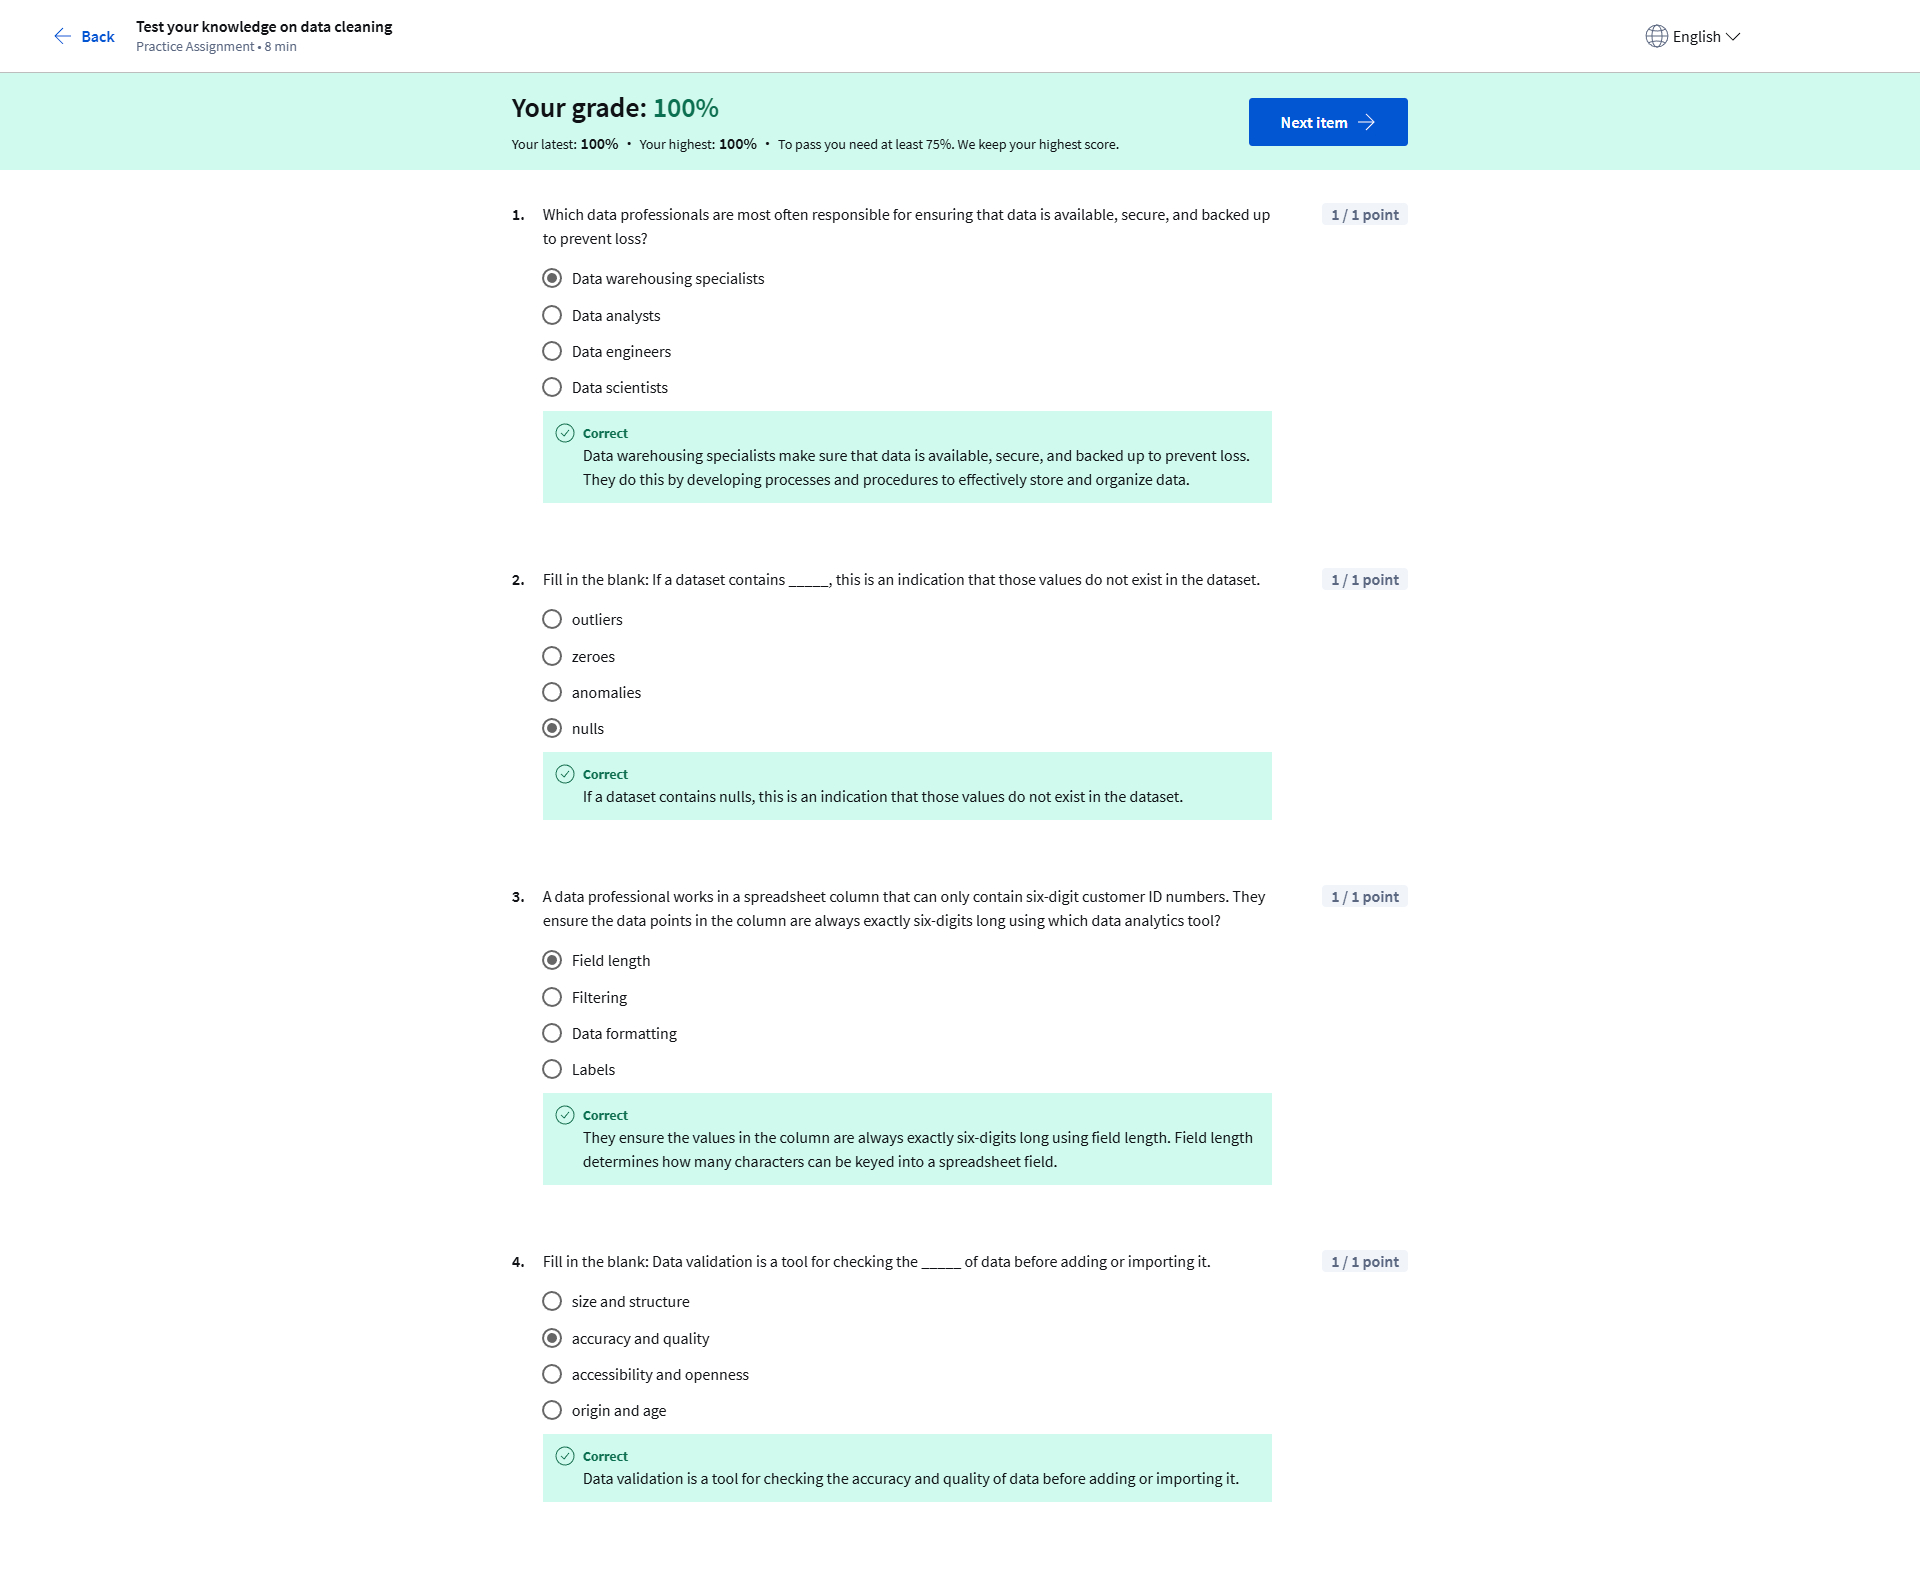 Back
Test your knowledge on data cleaning
Practice Assignment • 8 min
English
Your grade: 100%
Your latest: 100% • Your highest: 100% • To pass you need at least 75%. We keep your highest score.
Next item
1. Which data professionals are most often responsible for ensuring that data is available, secure, and backed up
to prevent loss?
1 / 1 point
Data warehousing specialists
Data analysts
Data engineers
Data scientists
Correct
Data warehousing specialists make sure that data is available, secure, and backed up to prevent loss.
They do this by developing processes and procedures to effectively store and organize data.
2. Fill in the blank: If a dataset contains _____, this is an indication that those values do not exist in the dataset.
1 / 1 point
outliers
zeroes
anomalies
nulls
Correct
If a dataset contains nulls, this is an indication that those values do not exist in the dataset.
3. A data professional works in a spreadsheet column that can only contain six-digit customer ID numbers. They
ensure the data points in the column are always exactly six-digits long using which data analytics tool?
1 / 1 point
Field length
Filtering
Data formatting
Labels
Correct
They ensure the values in the column are always exactly six-digits long using field length. Field length
determines how many characters can be keyed into a spreadsheet field.
4. Fill in the blank: Data validation is a tool for checking the _____ of data before adding or importing it.
1 / 1 point
size and structure
accuracy and quality
accessibility and openness
origin and age
Correct
Data validation is a tool for checking the accuracy and quality of data before adding or importing it.